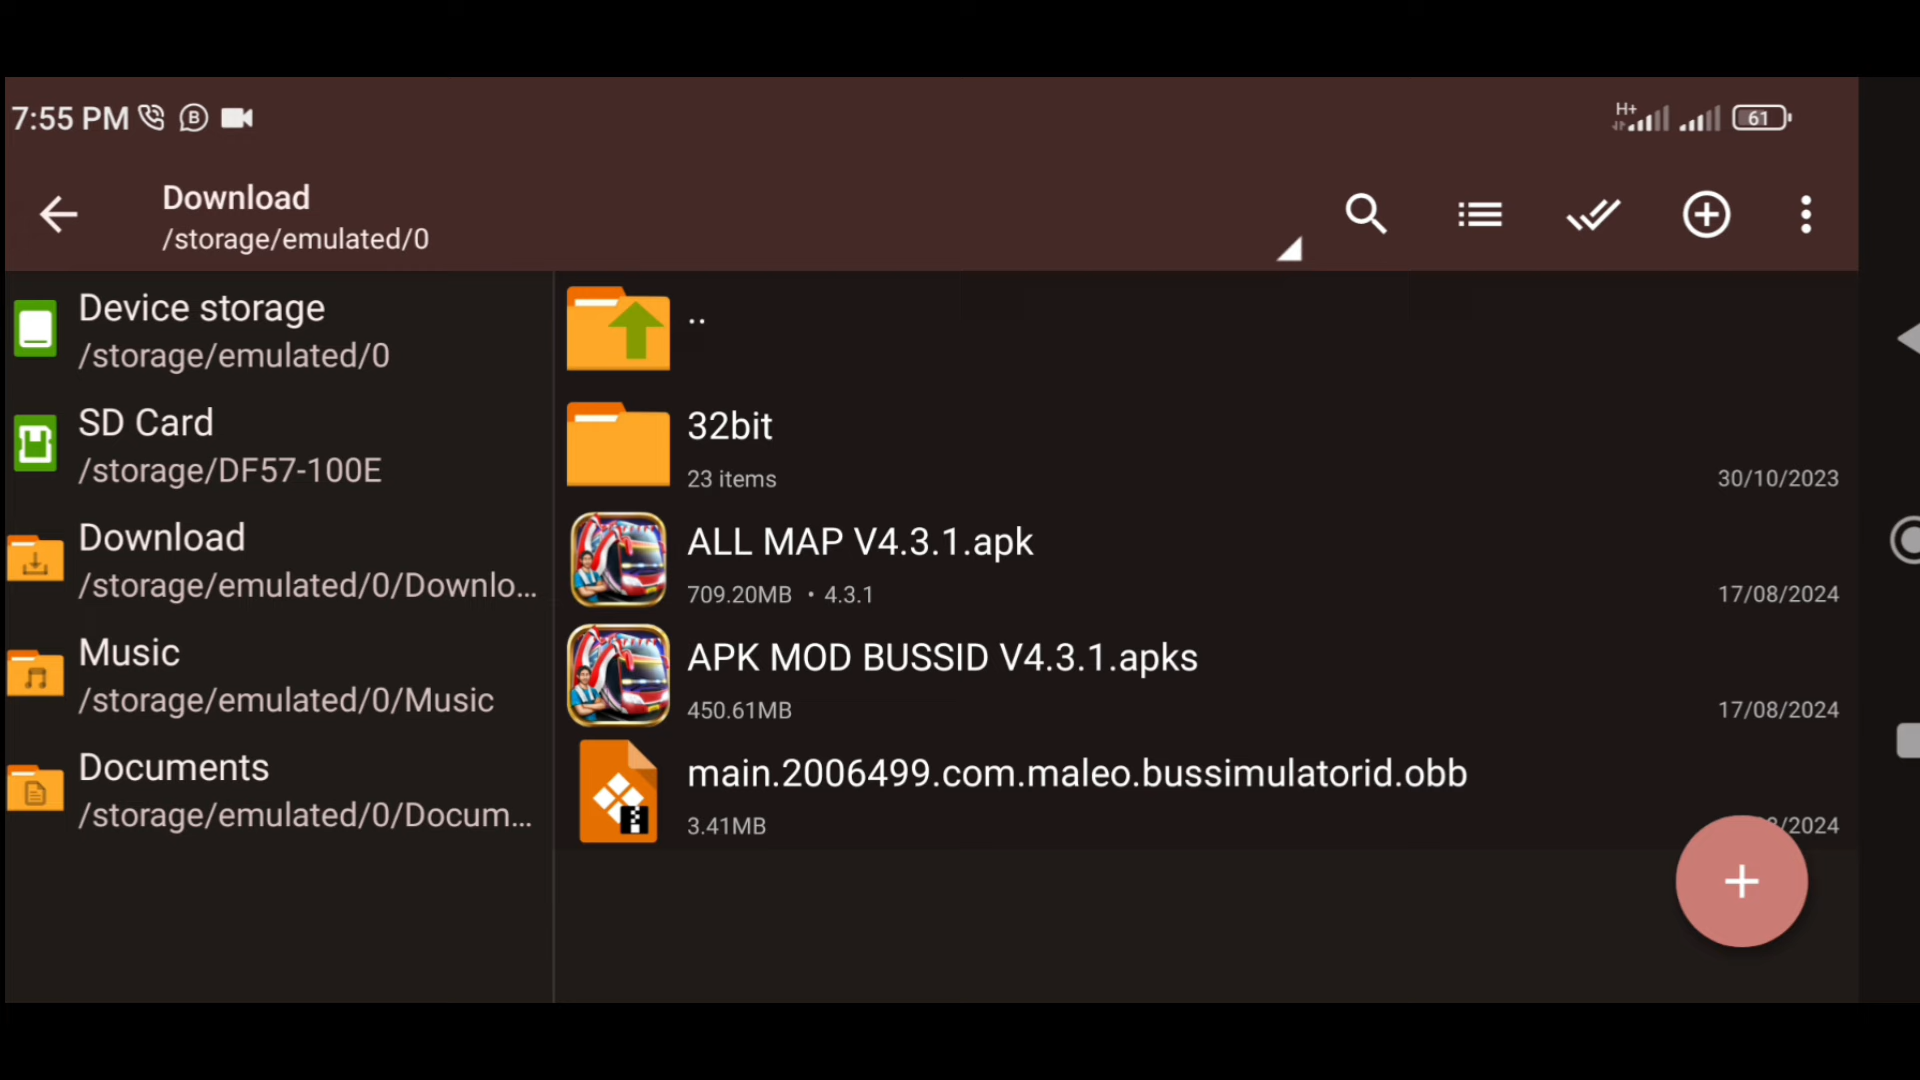 7:55 PM
H+
61
Download
/storage/emulated/0
Device storage
/storage/emulated/0
SD Card
/storage/DF57-100E
Download
/storage/emulated/0/Downlo...
Music
/storage/emulated/0/Music
Documents
/storage/emulated/0/Docum...
..
32bit
23 items
30/10/2023
ALL MAP V4.3.1.apk
709.20MB • 4.3.1
17/08/2024
APK MOD BUSSID V4.3.1.apks
450.61MB
17/08/2024
main.2006499.com.maleo.bussimulatorid.obb
3.41MB
/2024